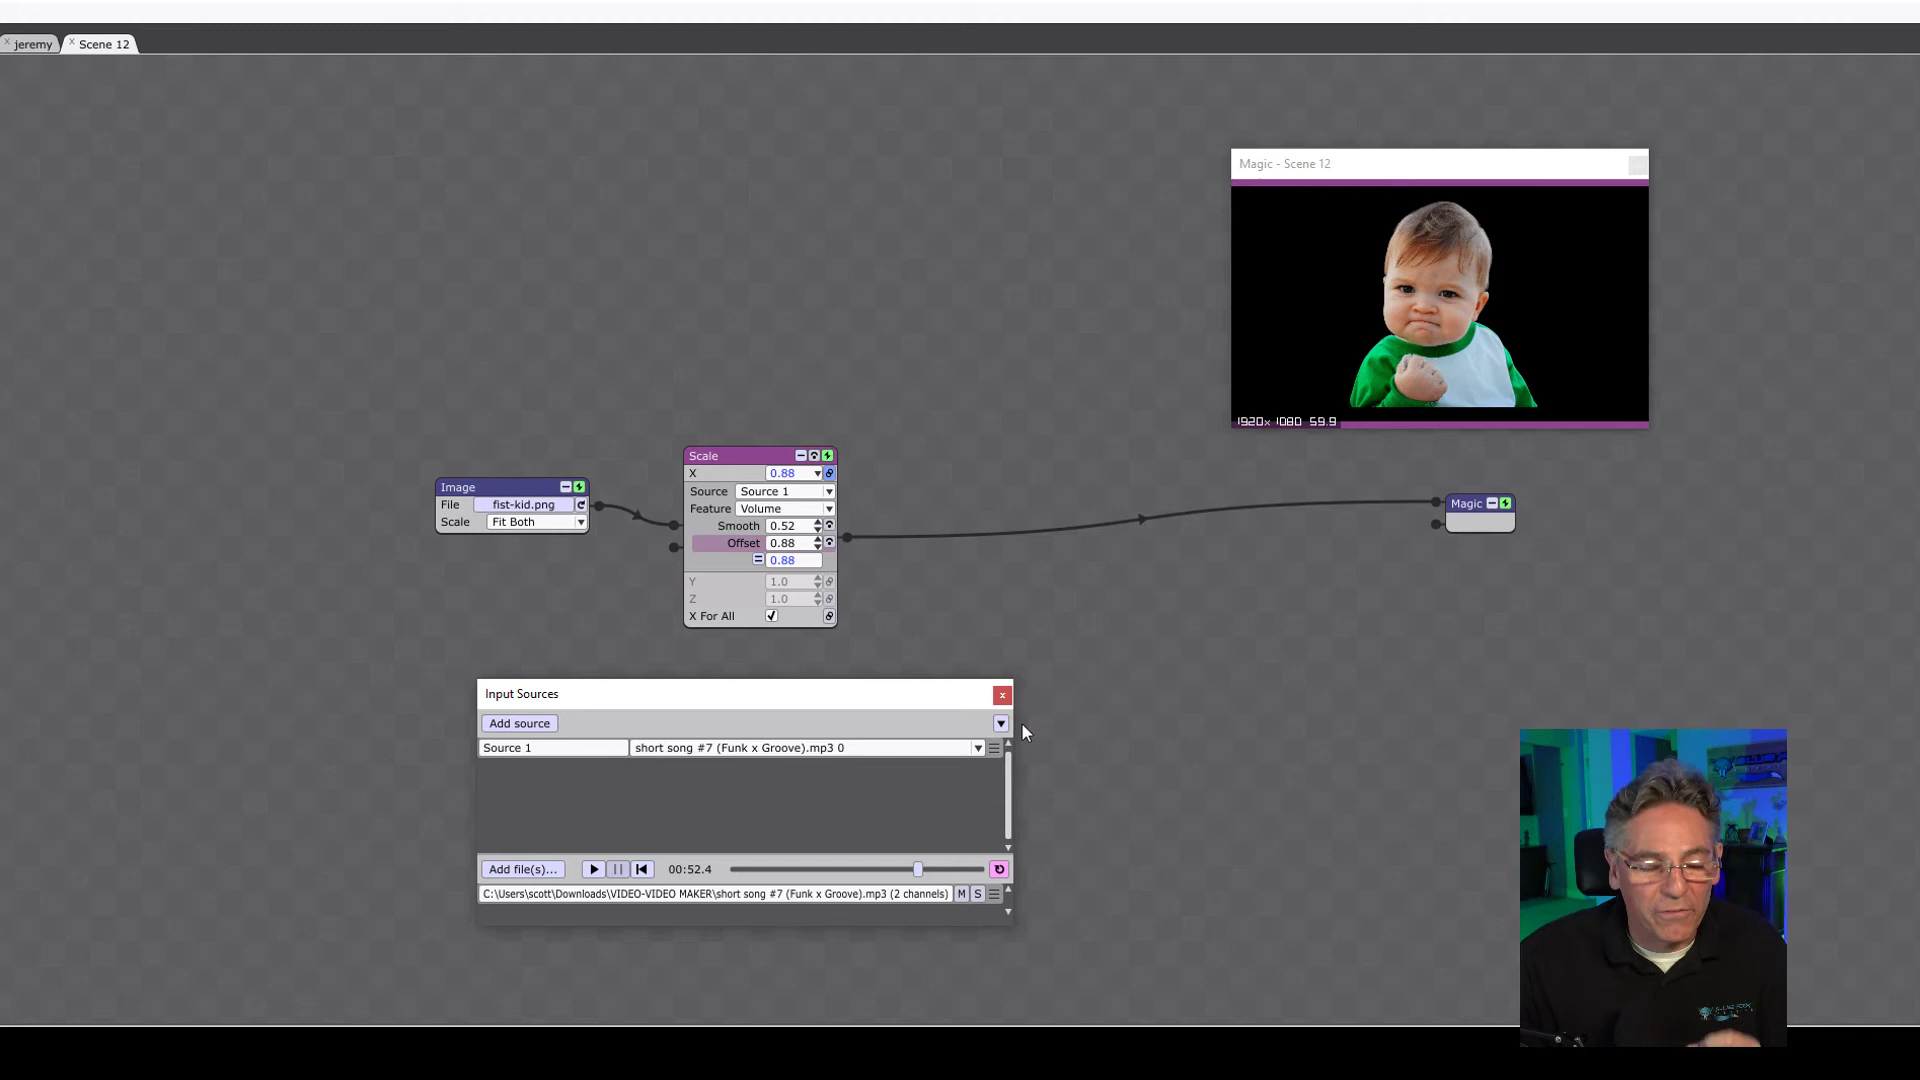 jeremy
Scene 12
Magic - Scene 12
1920x 1080 59.9
Scale
X 0.88
Source Source 1
Feature Volume
Smooth 0.52
Offset 0.88
= 0.88
Y 1.0
Z 1.0
X For All
Image
File fist-kid.png
Scale Fit Both
Magic
Input Sources
x
Add source
Source 1 short song #7 (Funk x Groove).mp3 0
Add file(s)... 00:52.4
C:\Users\scott\Downloads\VIDEO-VIDEO MAKER\short song #7 (Funk x Groove).mp3 (2 channels) M S